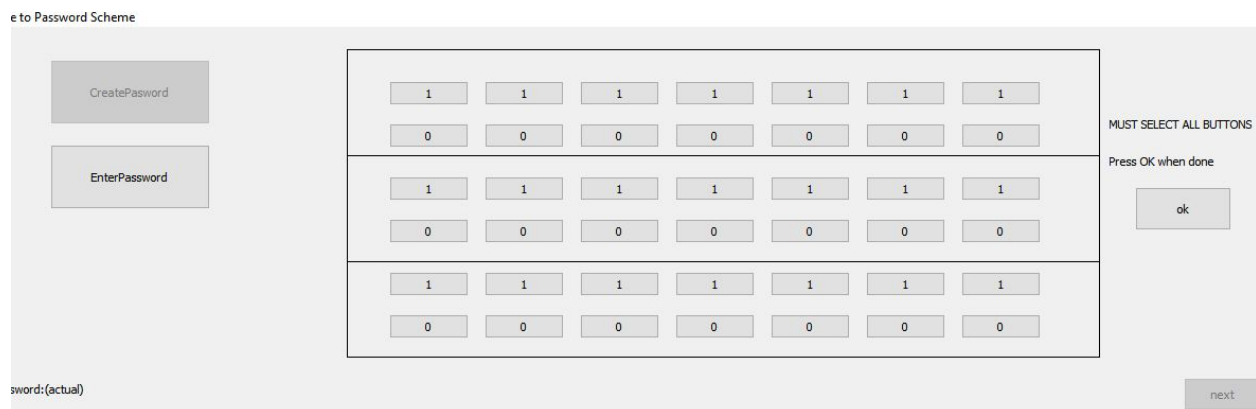 e to Password Scheme
CreatePasword
EnterPassword
1 1 1 1 1 1 1
0 0 0 0 0 0 0
1 1 1 1 1 1 1
0 0 0 0 0 0 0
1 1 1 1 1 1 1
0 0 0 0 0 0 0
MUST SELECT ALL BUTTONS
Press OK when done
ok
sword:(actual)
next